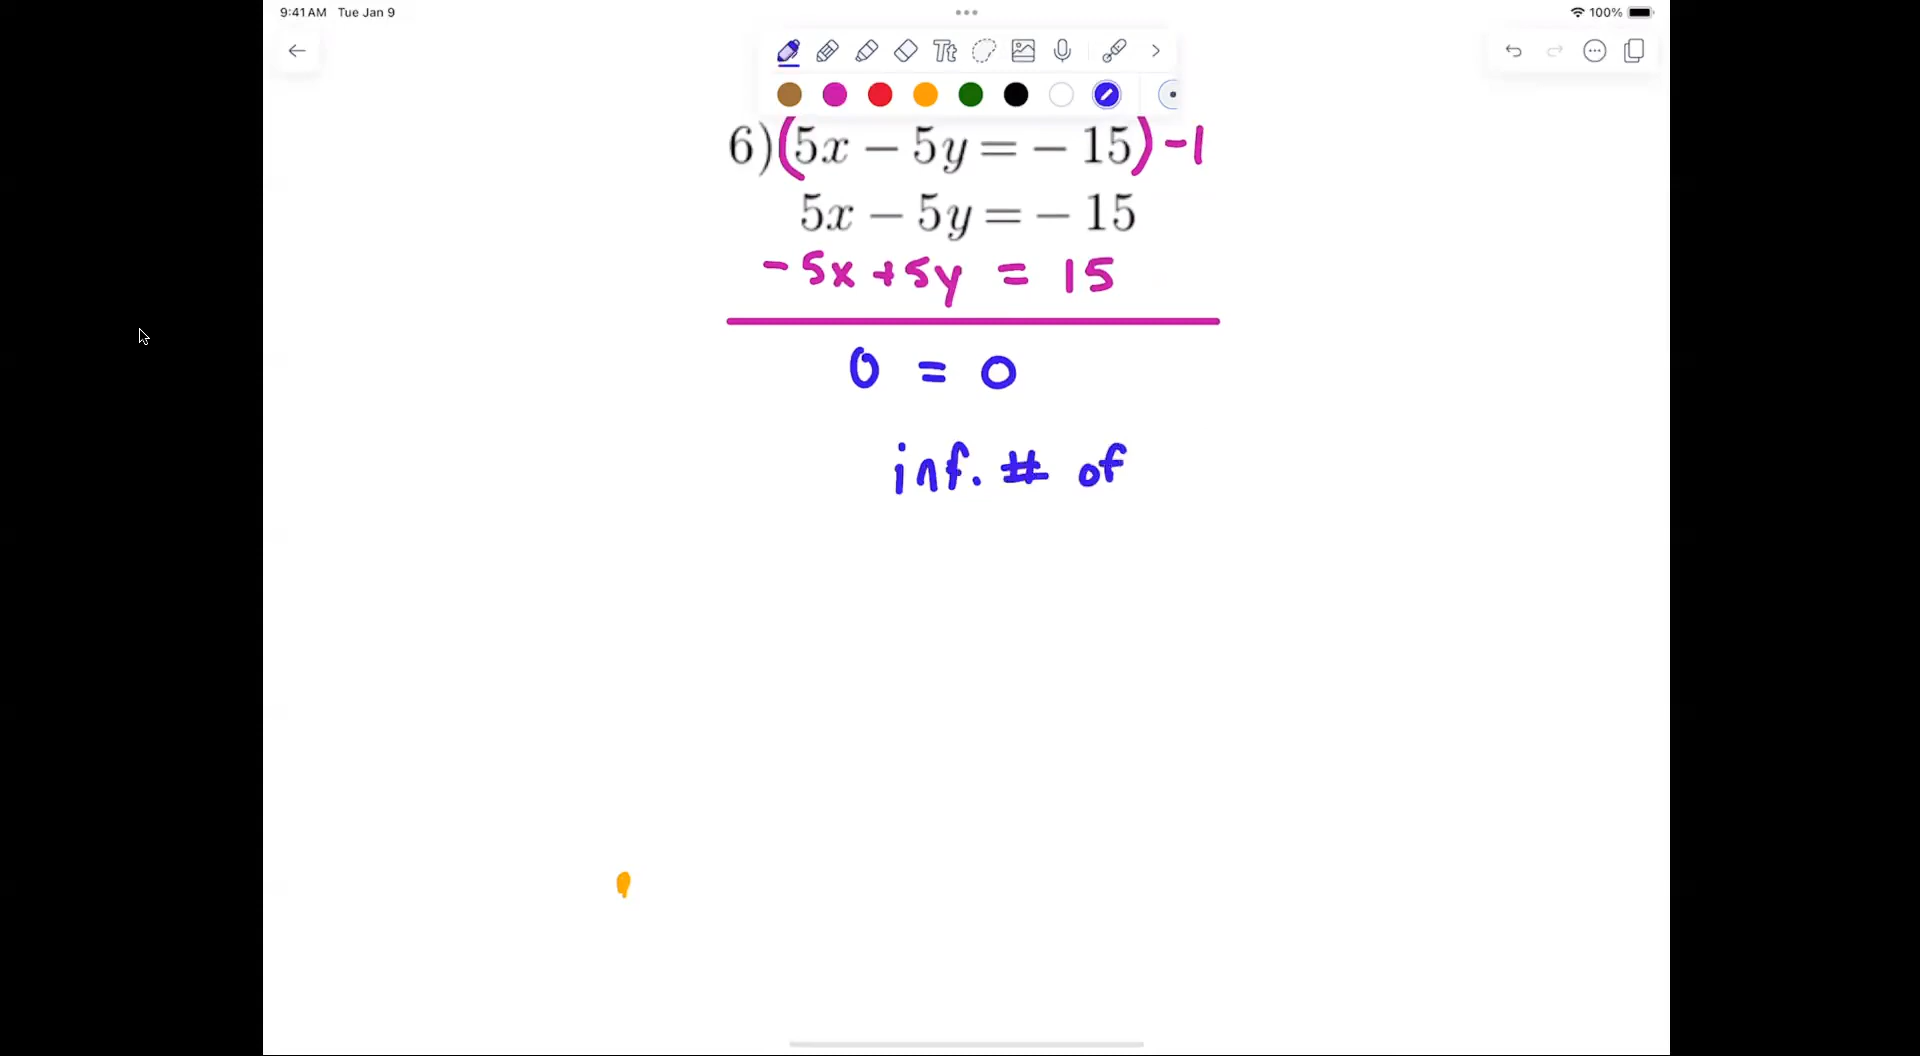 9:41 AM Tue Jan 9
100%
Tt
6) (5x − 5y = − 15) -1
5x − 5y = − 15
-5x +5y = 15
0 = 0
inf. # of